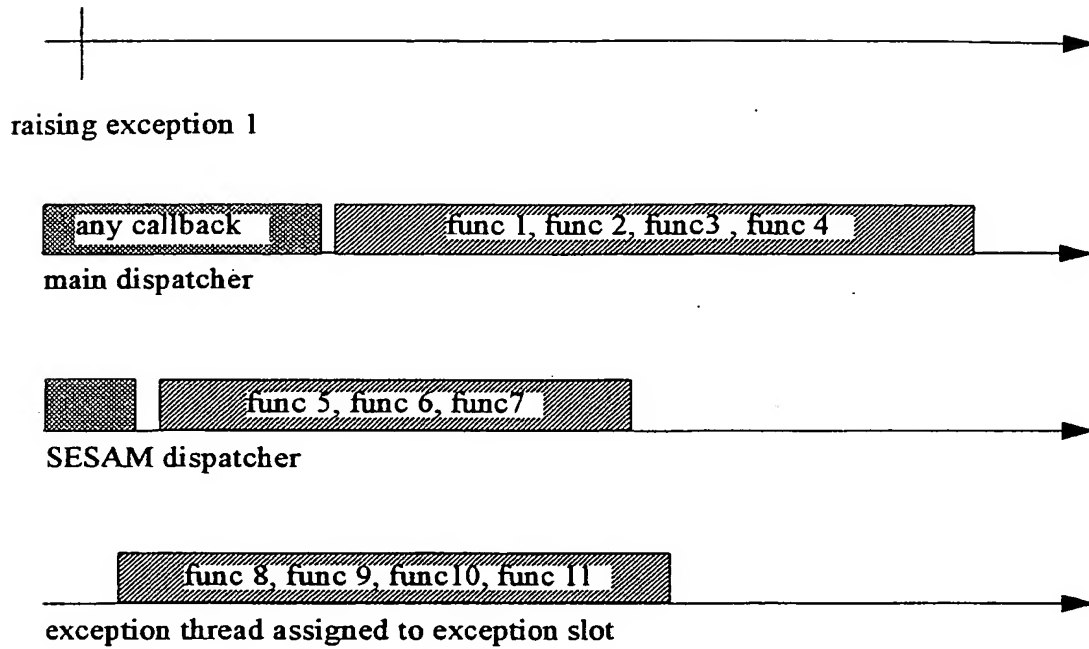 raising exception 1
any callback
func 1, func 2, func3 , func 4
main dispatcher
func 5, func 6, func7
SESAM dispatcher
func 8, func 9, func10, func 11
exception thread assigned to exception slot